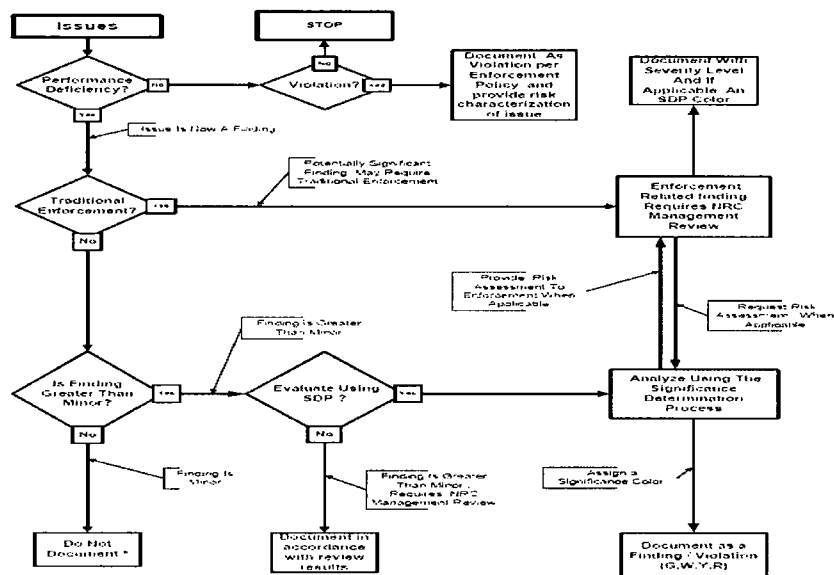 Issues
STOP
Performance
Deficiency?
No
Yes
Violation?
No
Yes
Document As
Violation per
Enforcement
Policy and
provide risk
characterization
of issue
Document With
Severity Level And If
Applicable An
SDP Color
Issue Is Now A Finding
Potentially Significant
Finding May Require
Traditional Enforcement
Traditional
Enforcement?
Yes
No
Enforcement
Related finding
Requires NRC
Management
Review
Provide Risk
Assessment To
Enforcement When
Applicable
Request Risk
Assessment When
Applicable
Finding Is Greater
Than Minor
Is Finding
Greater Than
Minor?
Yes
No
Evaluate Using
SDP ?
Yes
No
Analyze Using The
Significance
Determination
Process
Finding Is
Minor
Finding Is Greater
Than Minor,
Requires NRC
Management Review
Assign a
Significance Color
Do Not
Document *
Document in
accordance
with review
results
Document as a
Finding / Violation
(G,W,Y,R)